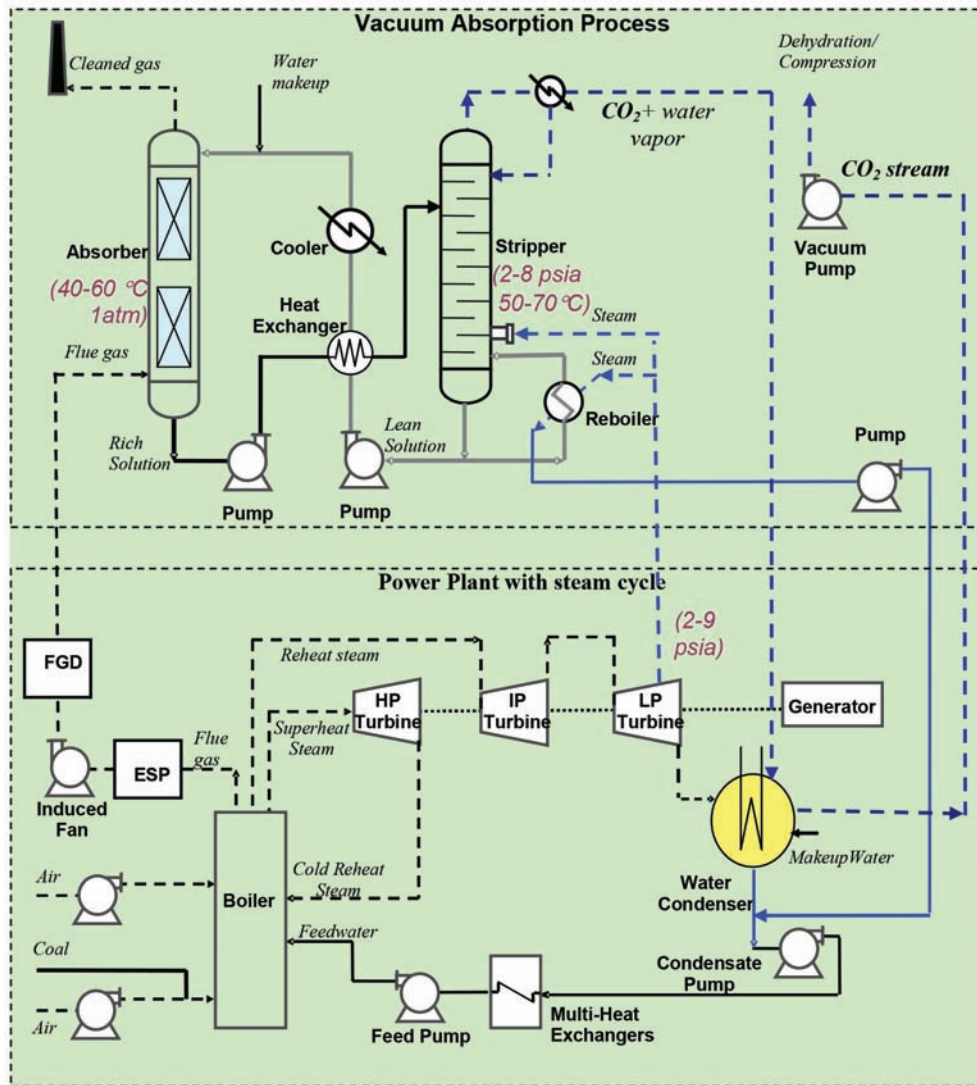 Vacuum Absorption Process
Cleaned gas
Water
makeup
Dehydration/
Compression
CO₂+ water
vapor
CO₂ stream
Absorber
(40-60 °C
1atm)
Cooler
Stripper
(2-8 psia
50-70°C)
Vacuum
Pump
Heat
Exchanger
Steam
Flue gas
Steam
Reboiler
Rich
Solution
Lean
Solution
Pump
Pump
Pump
Power Plant with steam cycle
(2-9
psia)
FGD
Reheat steam
HP
Turbine
IP
Turbine
LP
Turbine
Generator
Superheat
Steam
Flue
gas
ESP
Induced
Fan
Air
Boiler
Cold Reheat
Steam
MakeupWater
Water
Condenser
Feedwater
Coal
Condensate
Pump
Air
Feed Pump
Multi-Heat
Exchangers